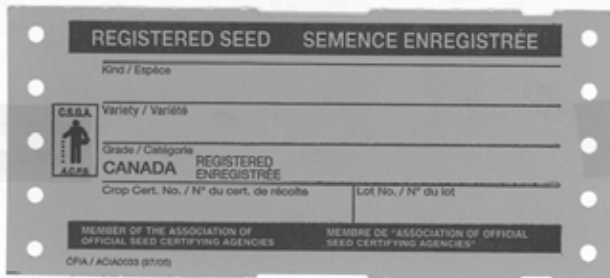 REGISTERED SEED SEMENCE ENREGISTRÉE
Kind / Espèce
C.S.G.A.
Variety / Variété
Grade / Catégorie
CANADA REGISTERED
ENREGISTRÉE
A.C.P.S.
Crop Cert. No. / N° du cert. de récolte Lot No. / N° du lot
MEMBER OF THE ASSOCIATION OF
OFFICIAL SEED CERTIFYING AGENCIES
MEMBRE DE "ASSOCIATION OF OFFICIAL
SEED CERTIFYING AGENCIES"
CFIA / ACIA0033 (97/05)